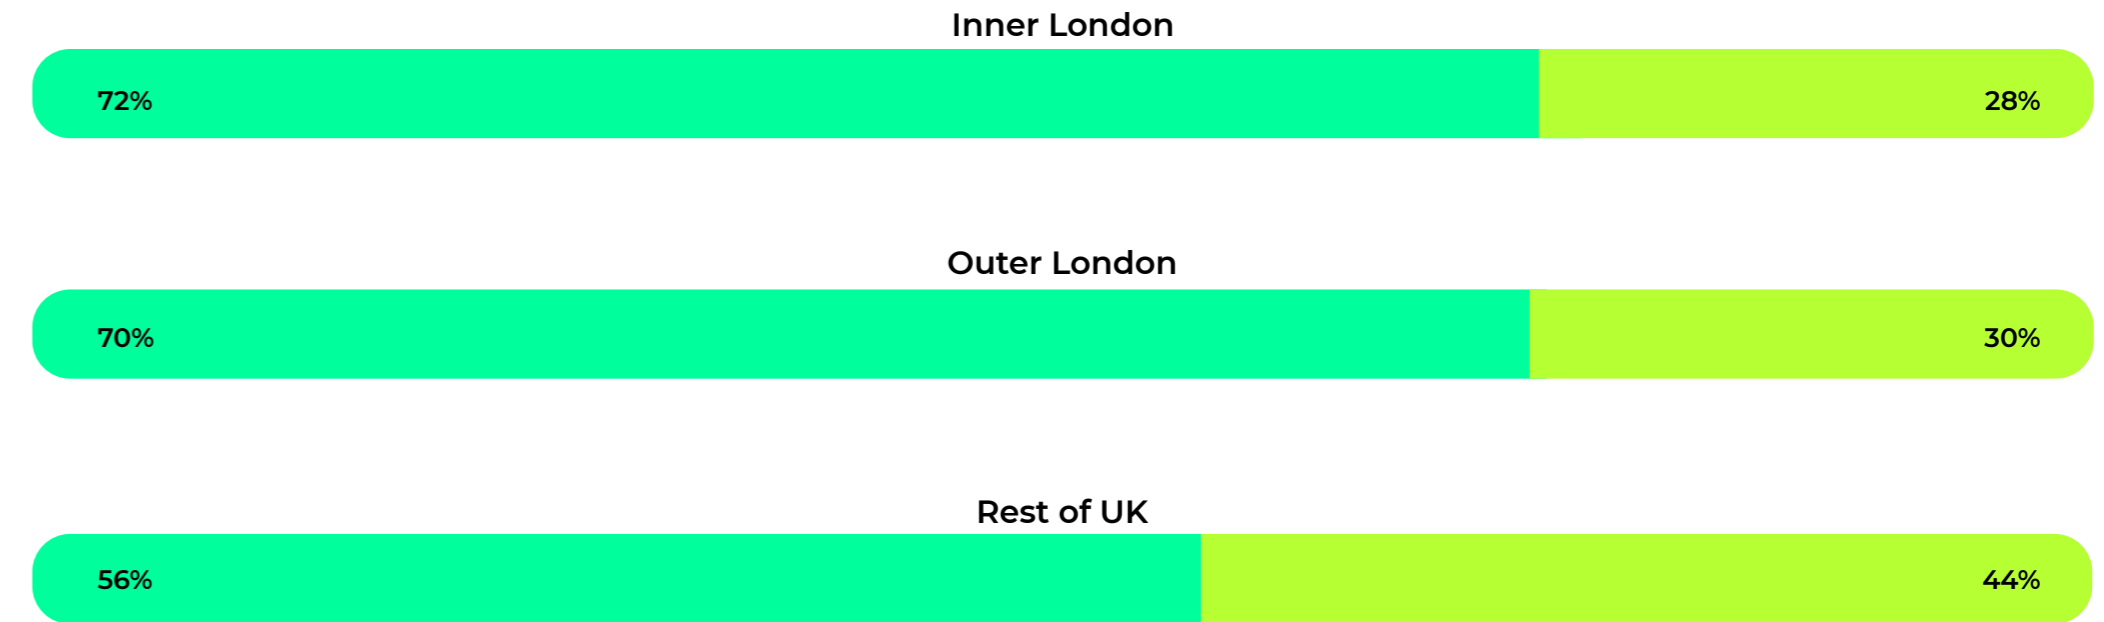 Inner London
72% 28%
Outer London
70% 30%
Rest of UK
56% 44%